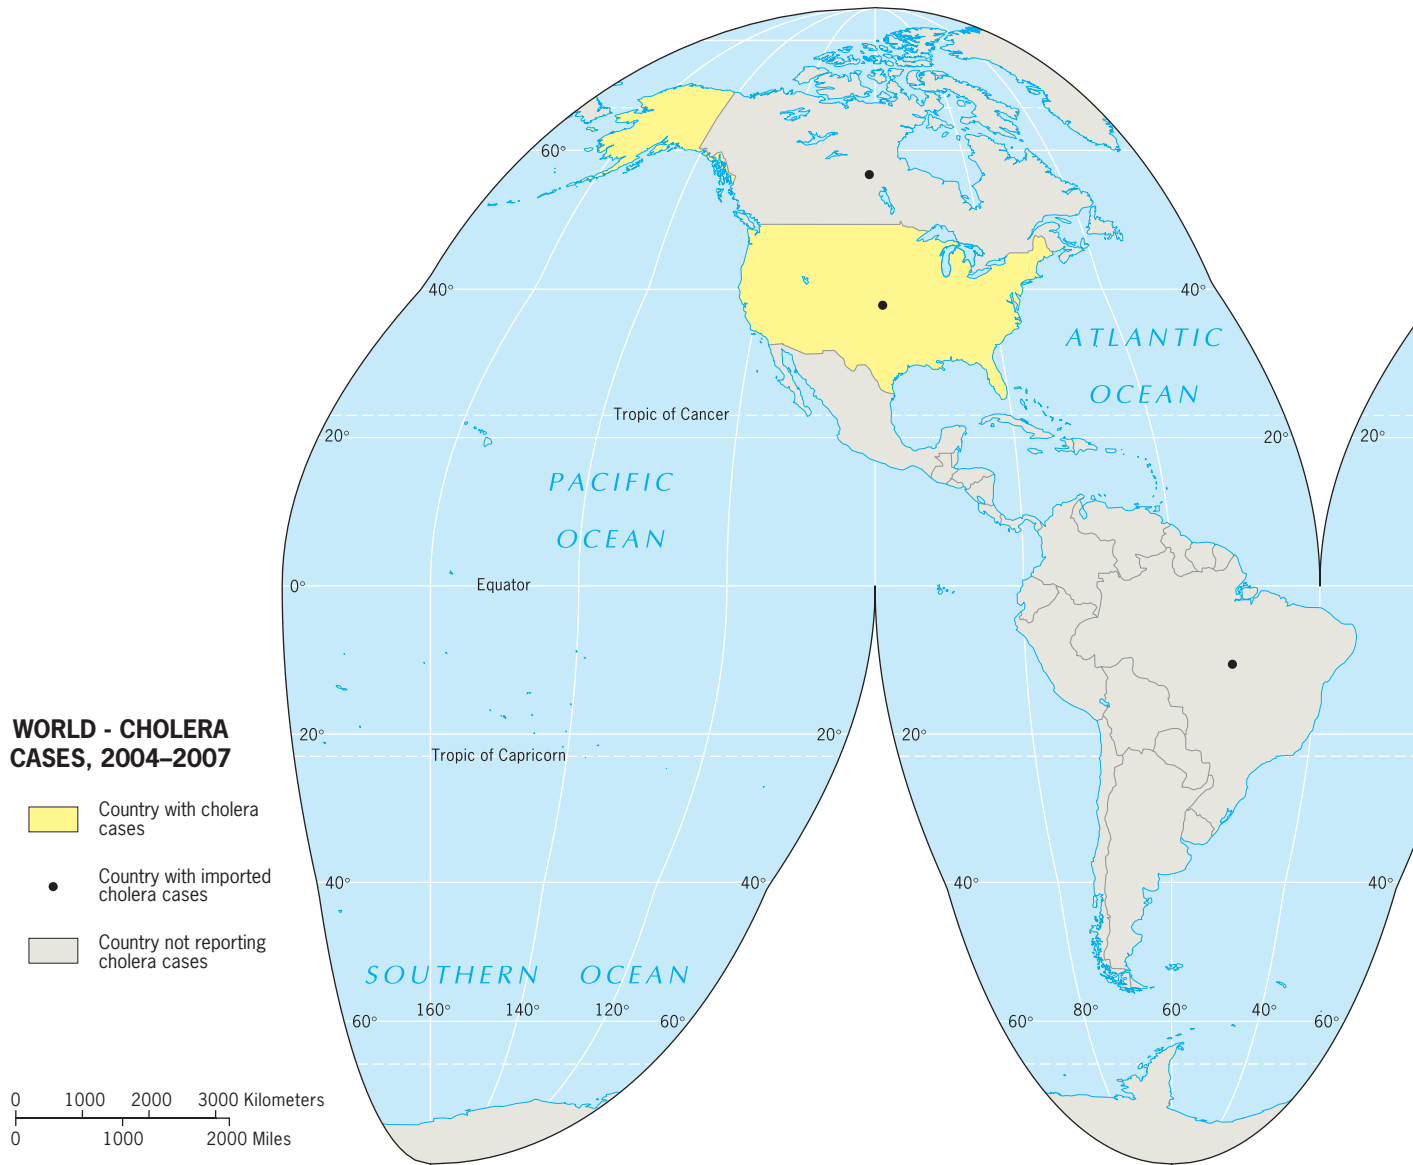 60°
40°
40°
ATLANTIC
OCEAN
Tropic of Cancer
20°
20°
20°
PACIFIC
OCEAN
0°
Equator
WORLD - CHOLERA
CASES, 2004–2007
20°
20°
20°
Tropic of Capricorn
Country with cholera
cases
Country with imported
cholera cases
40°
40°
40°
40°
Country not reporting
cholera cases
SOUTHERN OCEAN
60° 160° 140° 120° 60°
60° 80° 60° 40° 60°
0 1000 2000 3000 Kilometers
0 1000 2000 Miles